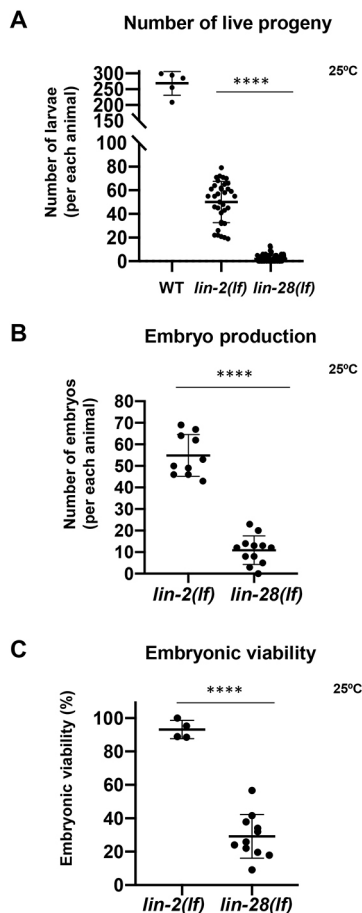 A
Number of live progeny
25ºC
****
Number of larvae
(per each animal)
300
250
200
150
100
80
60
40
20
0
WT
lin-2(lf)
lin-28(lf)
B
Embryo production
25ºC
****
Number of embryos
(per each animal)
80
70
60
50
40
30
20
10
0
lin-2(lf)
lin-28(lf)
C
Embryonic viability
25ºC
****
Embryonic viability (%)
100
80
60
40
20
0
lin-2(lf)
lin-28(lf)